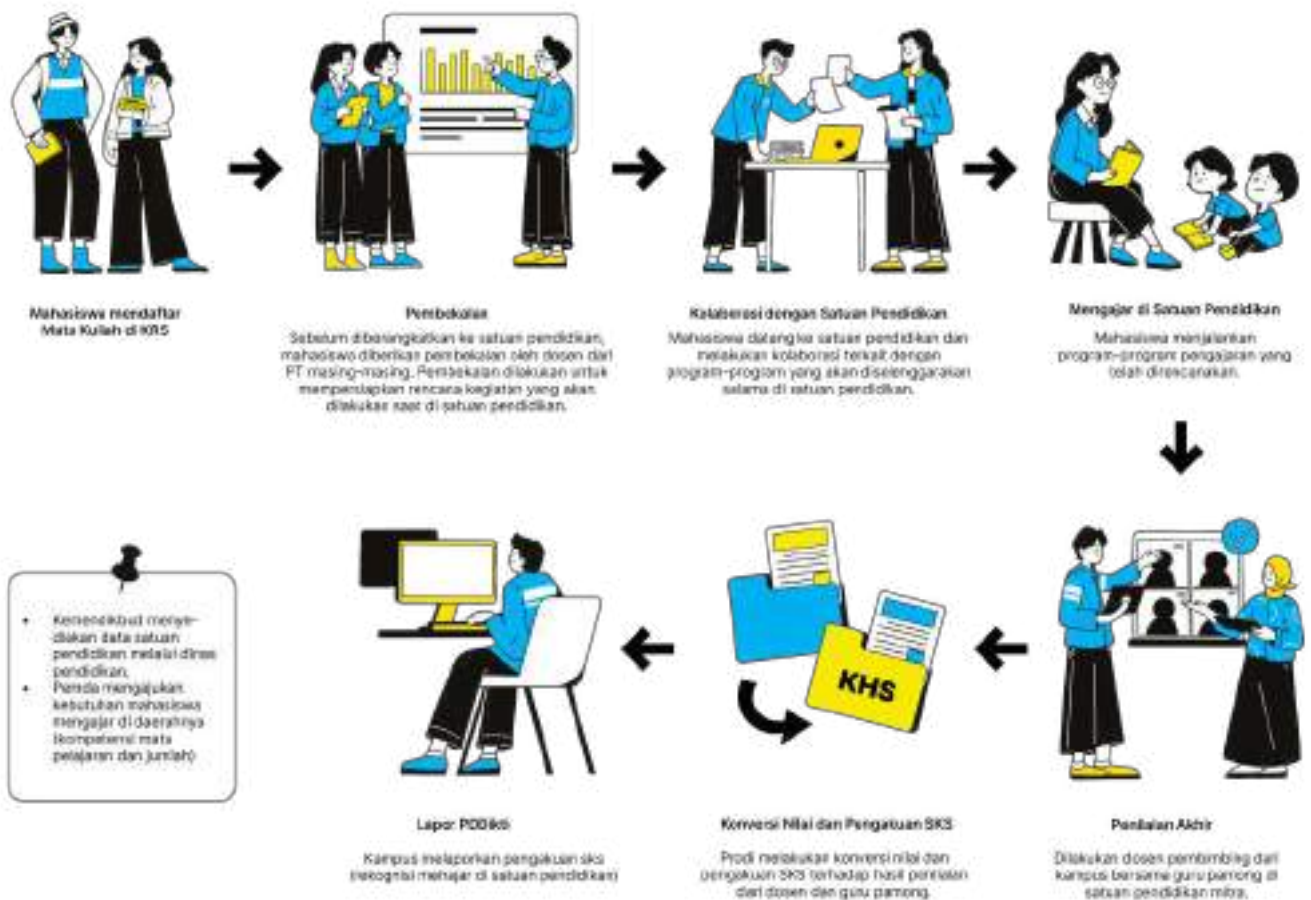 Mahasiswa mendaftar
Mata Kuliah di KRS
Pembekalan
Sebelum diberangkatkan ke satuan pendidikan,
mahasiswa diberikan pembekalan oleh dosen dari
PT masing-masing. Pembekalan dilakukan untuk
mempersiapkan rencana kegiatan yang akan
dilakukan saat di satuan pendidikan.
Kolaborasi dengan Satuan Pendidikan
Mahasiswa datang ke satuan pendidikan dan
melakukan kolaborasi terkait dengan
program-program yang akan diselenggarakan
selama di satuan pendidikan.
Mengajar di Satuan Pendidikan
Mahasiswa menjalankan
program-program pengajaran yang
telah direncanakan.
• Kemendikbud menye-
diakan data satuan
pendidikan melalui dinas
pendidikan,
• Pemda mengajukan
kebutuhan mahasiswa
mengajar di daerahnya
(kompetensi mata
pelajaran dan jumlah)
Lapor PDDikti
Kampus melaporkan pengakuan sks
(rekognisi mengajar di satuan pendidikan)
KHS
Konversi Nilai dan Pengakuan SKS
Prodi melakukan konversi nilai dan
pengakuan SKS terhadap hasil penilaian
dari dosen dan guru pamong.
Penilaian Akhir
Dilakukan dosen pembimbing dari
kampus bersama guru pamong di
satuan pendidikan mitra.